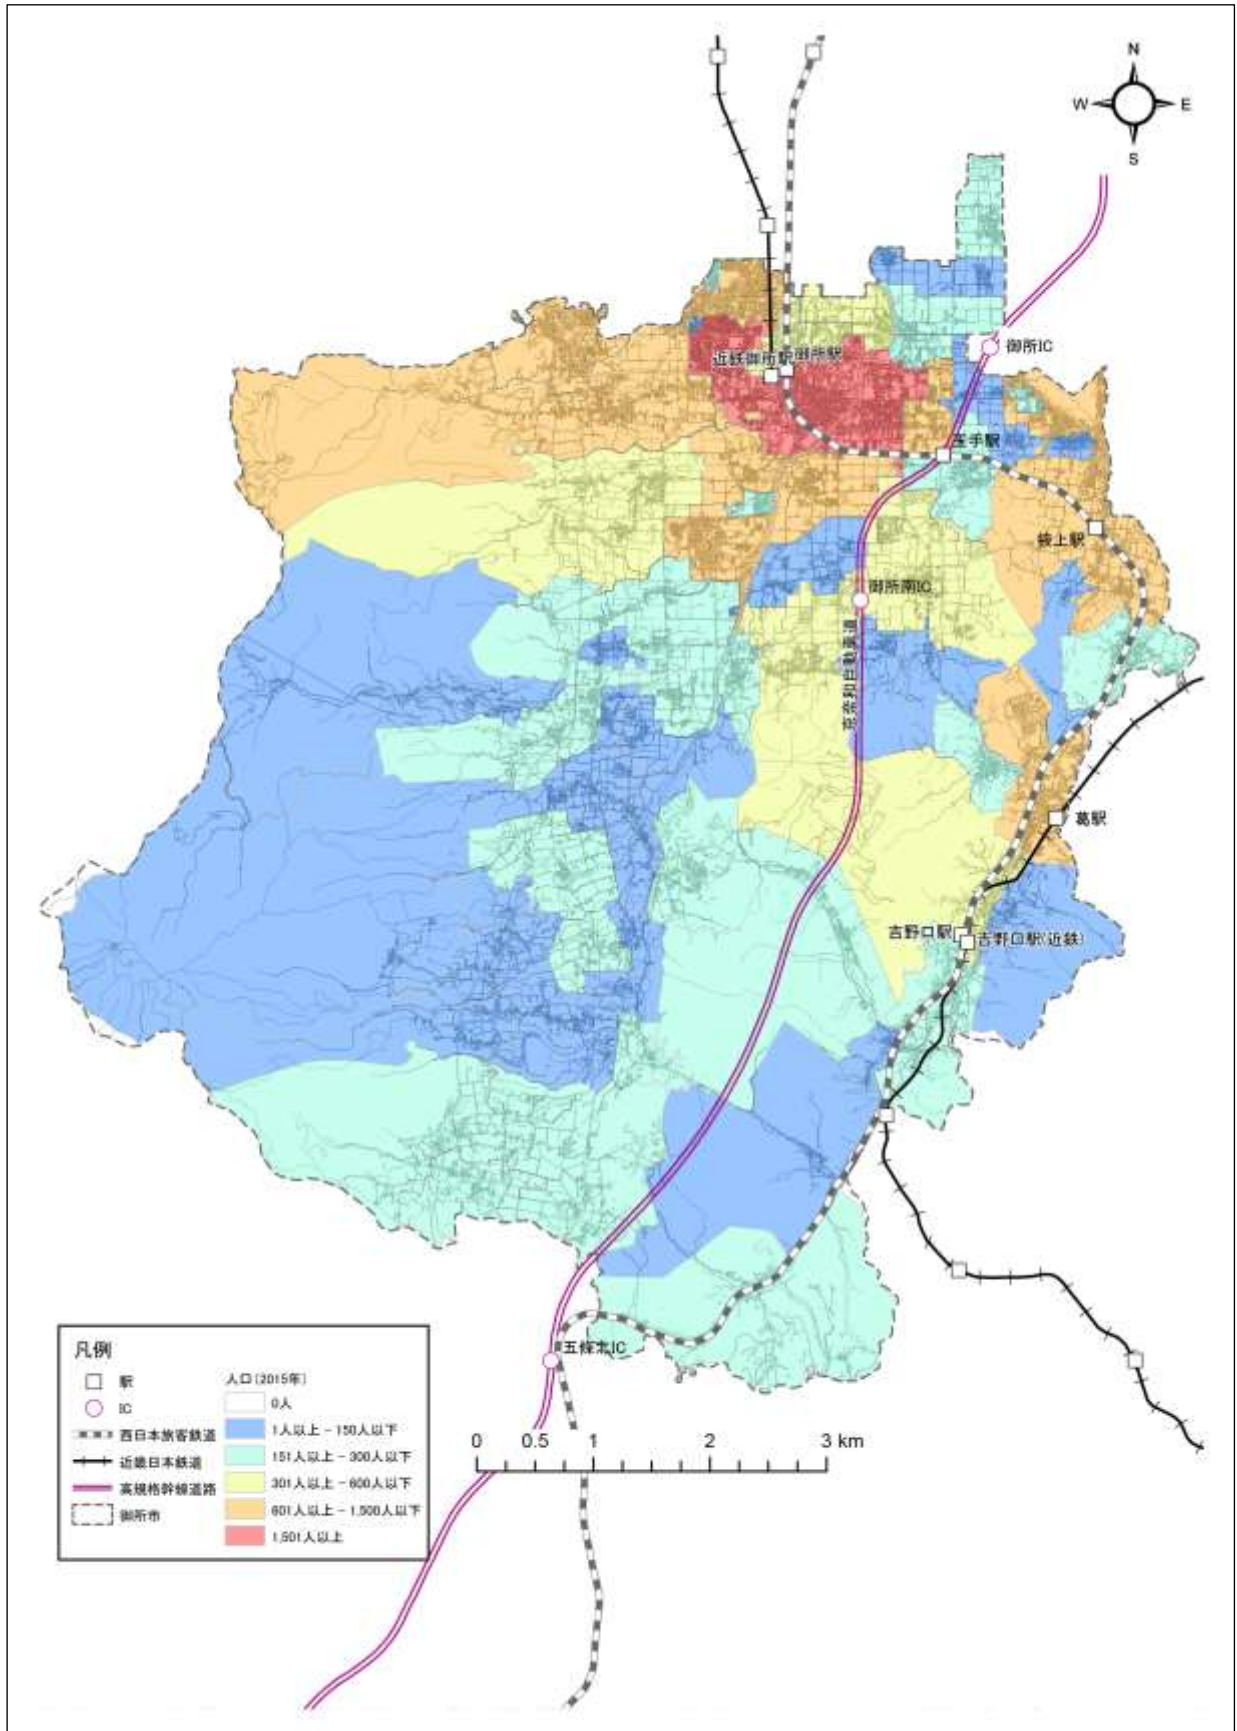 N
W
E
S
御所IC
近鉄御所駅
御所駅
玉手駅
掖上駅
御所南IC
京奈和自動車道
葛駅
吉野口駅
吉野口駅(近鉄)
五條北IC
凡例
駅
IC
西日本旅客鉄道
近畿日本鉄道
高規格幹線道路
御所市
人口(2015年)
0人
1人以上 - 150人以下
151人以上 - 300人以下
301人以上 - 600人以下
601人以上 - 1,500人以下
1,501人以上
0 0.5 1 2 3 km